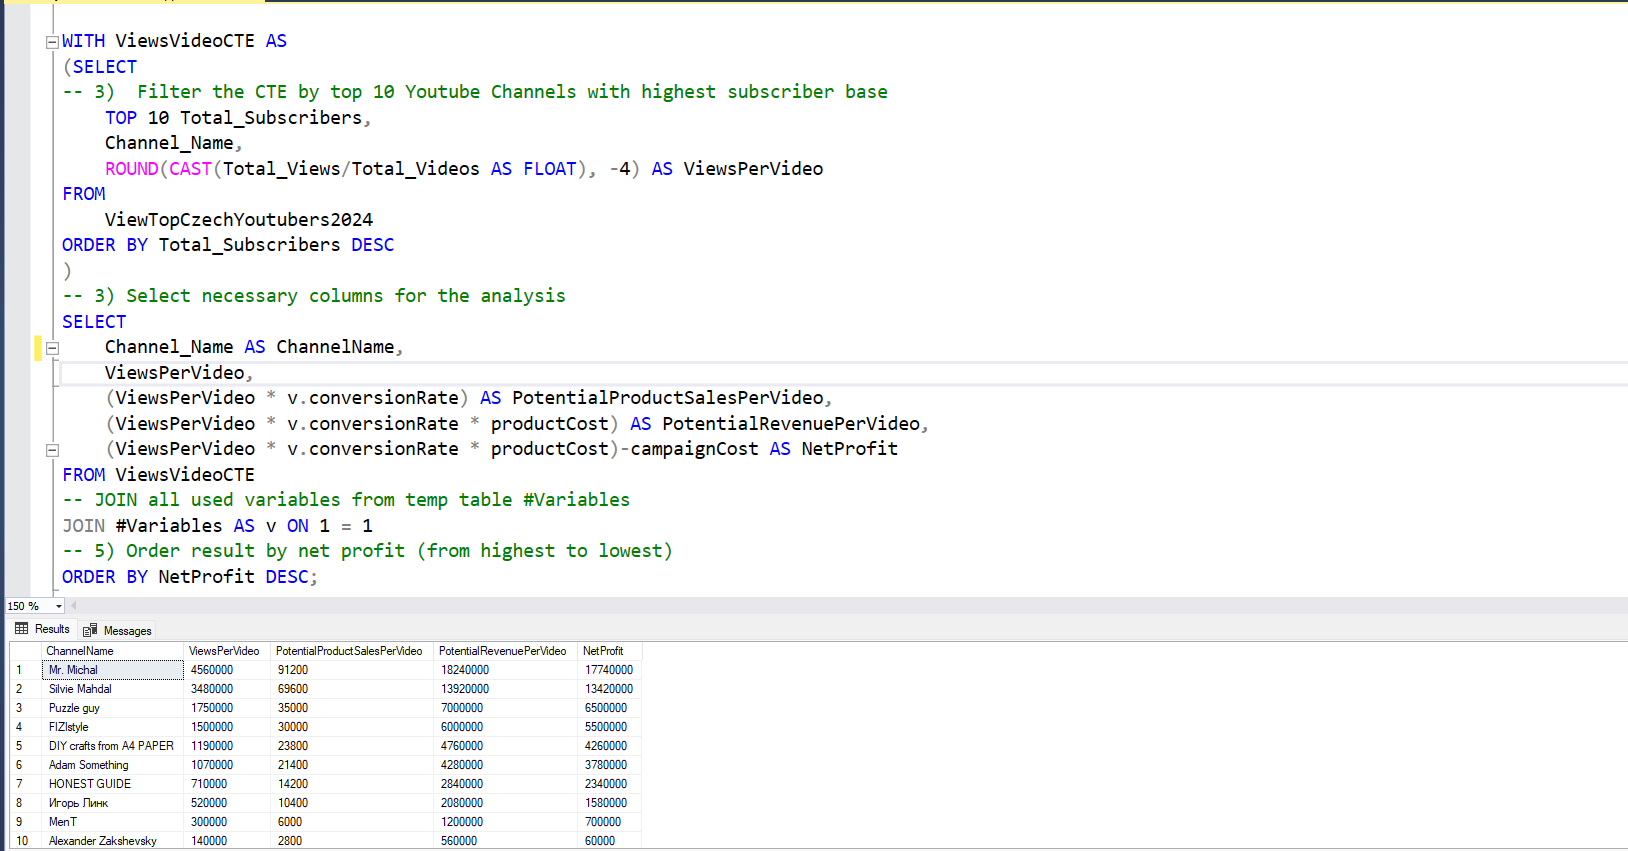 WITH ViewsVideoCTE AS
(SELECT
-- 3)  Filter the CTE by top 10 Youtube Channels with highest subscriber base
TOP 10 Total_Subscribers,
Channel_Name,
ROUND(CAST(Total_Views/Total_Videos AS FLOAT), -4) AS ViewsPerVideo
FROM
ViewTopCzechYoutubers2024
ORDER BY Total_Subscribers DESC
)
-- 3) Select necessary columns for the analysis
SELECT
Channel_Name AS ChannelName,
ViewsPerVideo,
(ViewsPerVideo * v.conversionRate) AS PotentialProductSalesPerVideo,
(ViewsPerVideo * v.conversionRate * productCost) AS PotentialRevenuePerVideo,
(ViewsPerVideo * v.conversionRate * productCost)-campaignCost AS NetProfit
FROM ViewsVideoCTE
-- JOIN all used variables from temp table #Variables
JOIN #Variables AS v ON 1 = 1
-- 5) Order result by net profit (from highest to lowest)
ORDER BY NetProfit DESC;
150 %
Results Messages
ChannelName ViewsPerVideo PotentialProductSalesPerVideo PotentialRevenuePerVideo NetProfit
1 Mr. Michal 4560000 91200 18240000 17740000
2 Silvie Mahdal 3480000 69600 13920000 13420000
3 Puzzle guy 1750000 35000 7000000 6500000
4 FIZIstyle 1500000 30000 6000000 5500000
5 DIY crafts from A4 PAPER 1190000 23800 4760000 4260000
6 Adam Something 1070000 21400 4280000 3780000
7 HONEST GUIDE 710000 14200 2840000 2340000
8 Игорь Линк 520000 10400 2080000 1580000
9 MenT 300000 6000 1200000 700000
10 Alexander Zakshevsky 140000 2800 560000 60000